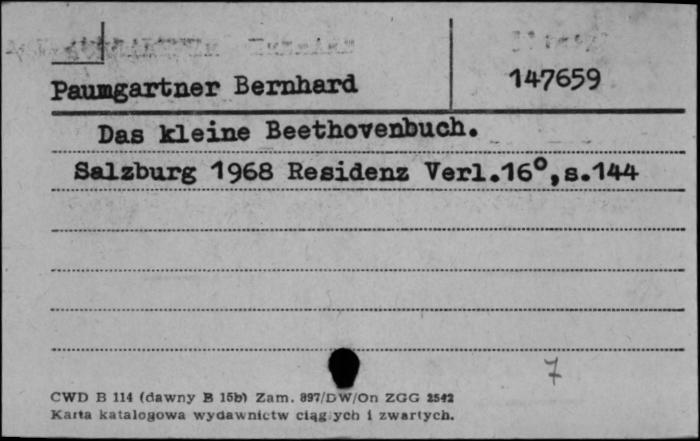 Paumgartner Bernhard
147659
Das kleine Beethovenbuch.
Salzburg 1968 Residenz Verl.16°,s.144
7
CWD B 114 (dawny B 15b) Zam. 897/DW/On ZGG 2542
Karta katalogowa wydawnictw ciągłych i zwartych.